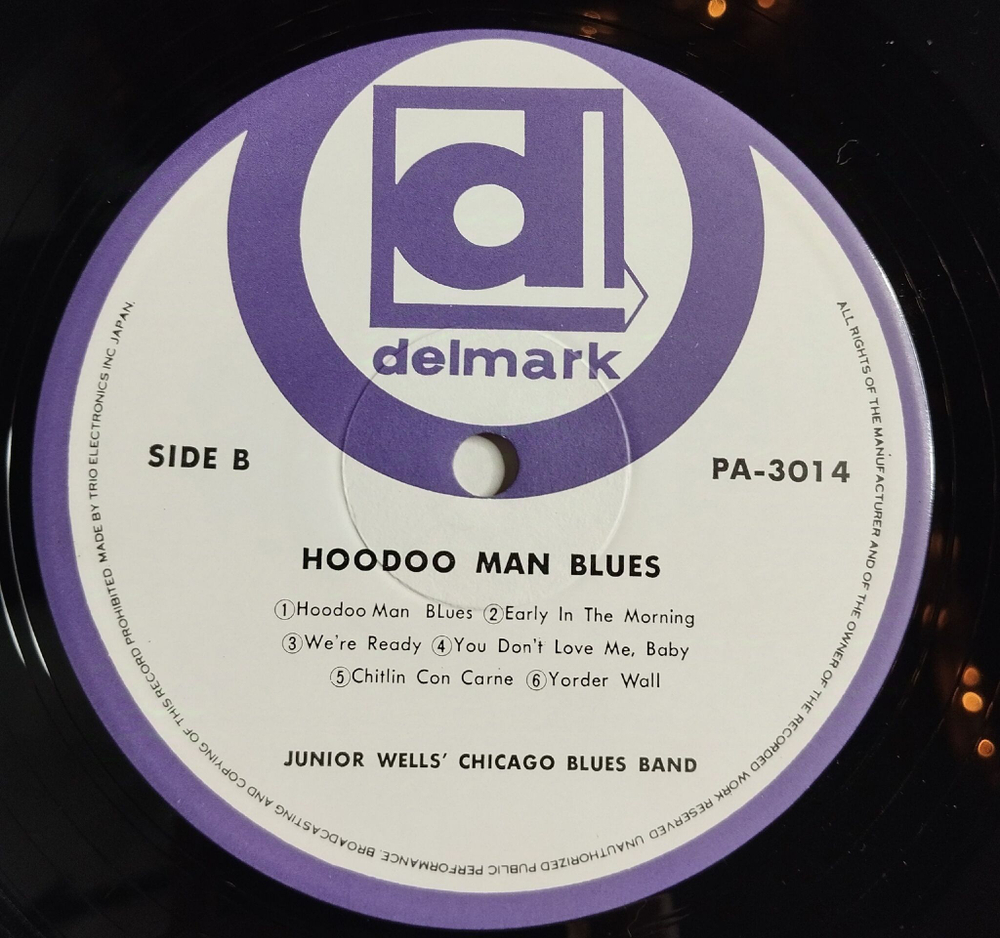 delmark
SIDE B
PA-3014
HOODOO MAN BLUES
①Hoodoo Man BLues ②Early In The Morning
③We're Ready ④You Don't Love Me, Baby
⑤Chitlin Con Carne ⑥Yorder Wall
JUNIOR WELLS' CHICAGO BLUES BAND
ALL RIGHTS OF THE MANUFACTURER AND OF THE OWNER OF THE RECORDED WORK RESERVED UNAUTHORIZED PUBLIC PERFORMANCE. BROADCASTING AND COPYING OF THIS RECORD PROHIBITED MADE BY TRIO ELECTRONICS INC JAPAN.